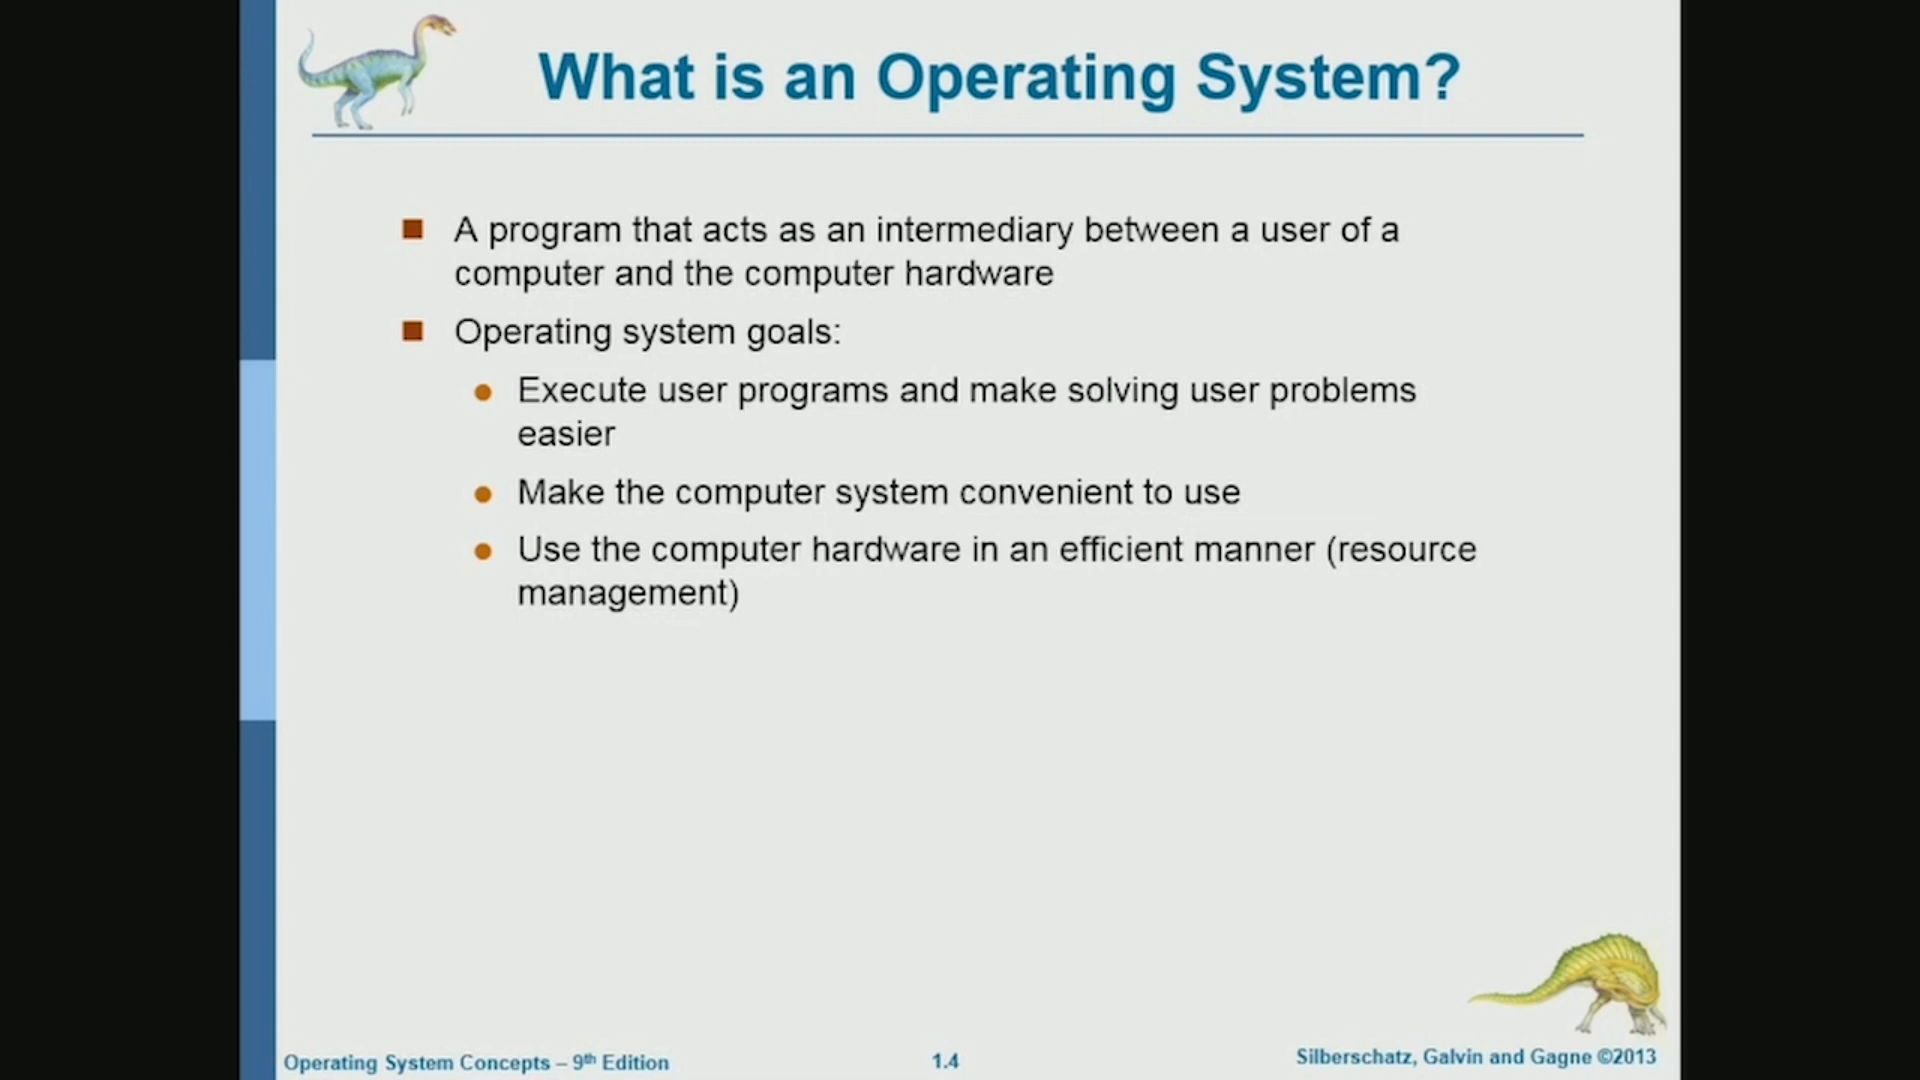 What is an Operating System?
A program that acts as an intermediary between a user of a
computer and the computer hardware
Operating system goals:
Execute user programs and make solving user problems
easier
Make the computer system convenient to use
Use the computer hardware in an efficient manner (resource
management)
Operating System Concepts – 9th Edition
1.4
Silberschatz, Galvin and Gagne ©2013